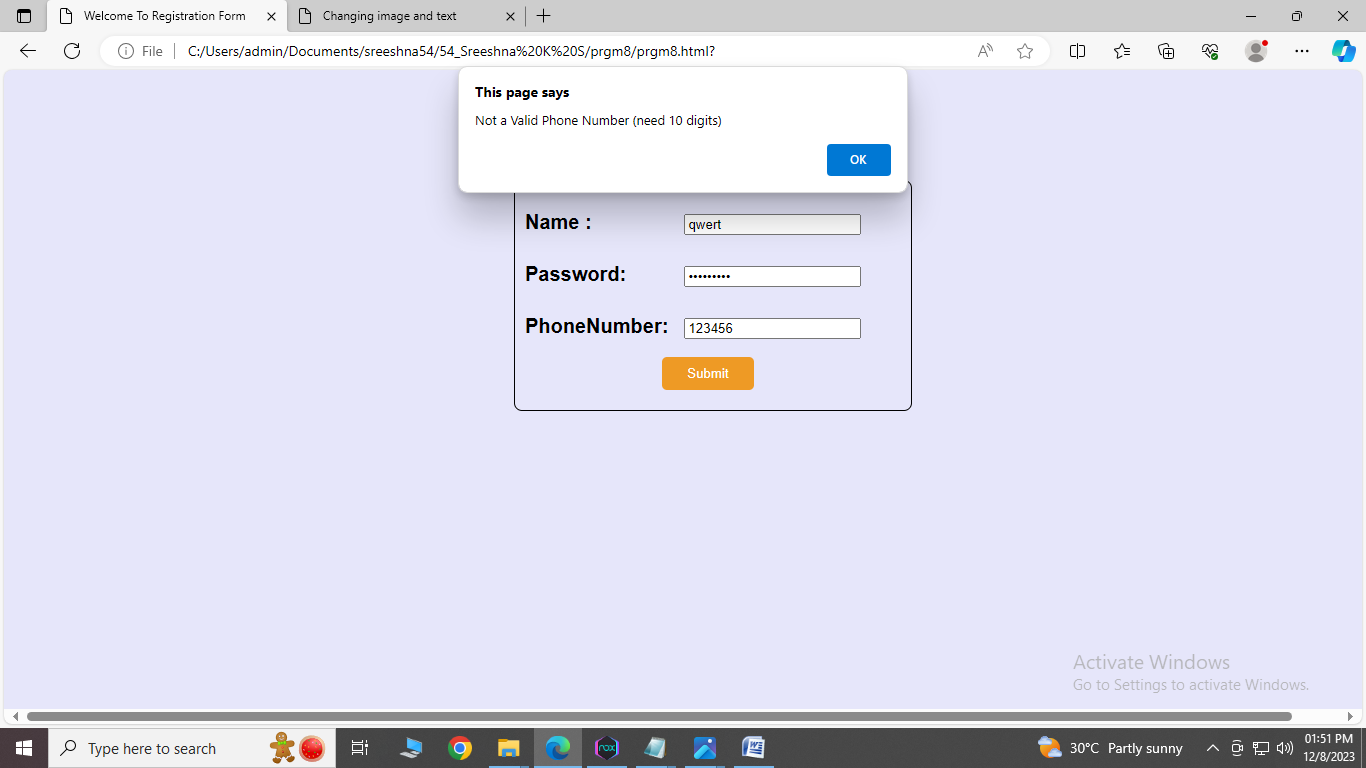 Welcome To Registration Form
Changing image and text
File
C:/Users/admin/Documents/sreeshna54/54_Sreeshna%20K%20S/prgm8/prgm8.html?
This page says
Not a Valid Phone Number (need 10 digits)
OK
Name :
qwert
Password:
•••••••••
PhoneNumber:
123456
Submit
Activate Windows
Go to Settings to activate Windows.
Type here to search
nox
W
30°C Partly sunny
01:51 PM
12/8/2023